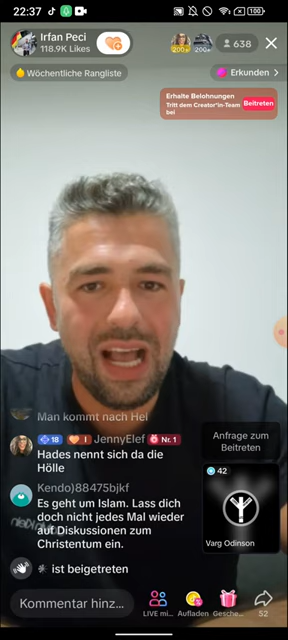 22:37
100
Irfan Peci
118.9K Likes
200+
200+
638
Wöchentliche Rangliste
Erkunden >
Erhalte Belohnungen
Tritt dem Creator*in-Team
bei
Beitreten
Man kommt nach Hel
18 I JennyElef Nr. 1
Hades nennt sich da die
Hölle
Kendo)88475bjkf
Es geht um Islam. Lass dich
doch nicht jedes Mal wieder
auf Diskussionen zum
Christentum ein.
ist beigetreten
Anfrage zum
Beitreten
42
Varg Odinson
Kommentar hinz...
LIVE mi...
Aufladen
Gesche...
52